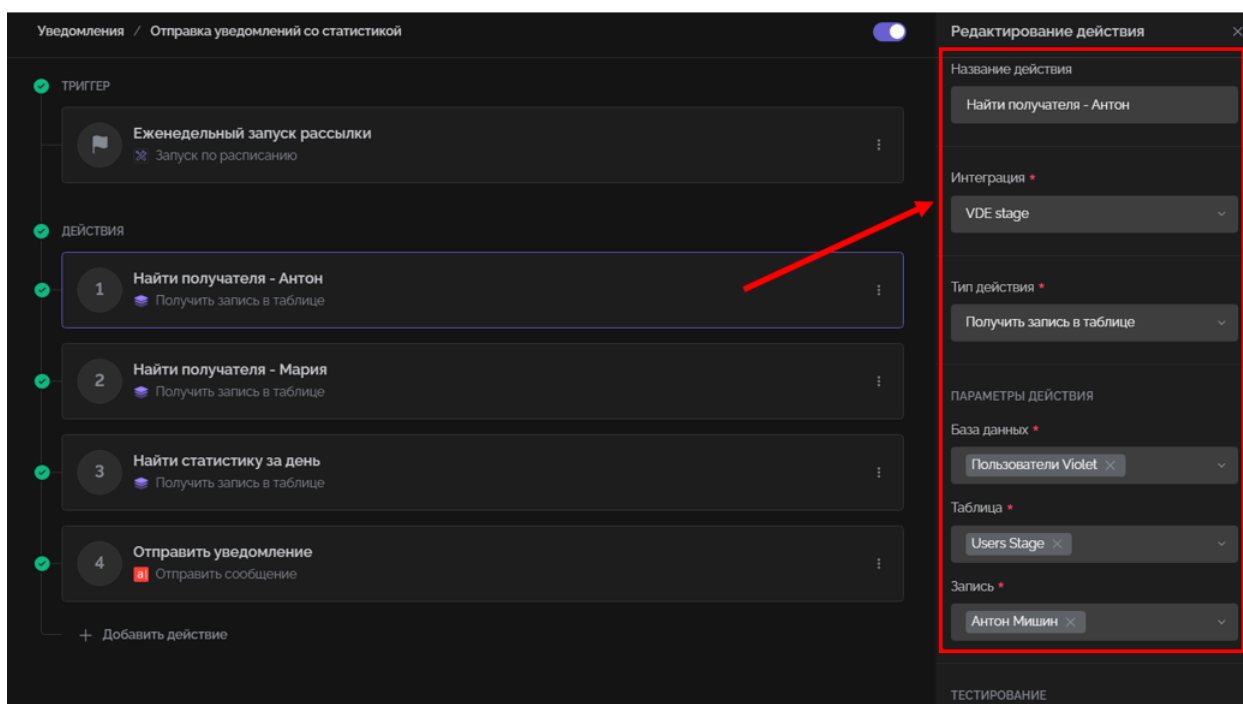 Уведомления / Отправка уведомлений со статистикой
ТРИГГЕР
Еженедельный запуск рассылки
Запуск по расписанию
ДЕЙСТВИЯ
1
Найти получателя - Антон
Получить запись в таблице
2
Найти получателя - Мария
Получить запись в таблице
3
Найти статистику за день
Получить запись в таблице
4
Отправить уведомление
a|
Отправить сообщение
+ Добавить действие
Редактирование действия
Название действия
Найти получателя - Антон
Интеграция *
VDE stage
Тип действия *
Получить запись в таблице
ПАРАМЕТРЫ ДЕЙСТВИЯ
База данных *
Пользователи Violet ×
Таблица *
Users Stage ×
Запись *
Антон Мишин ×
ТЕСТИРОВАНИЕ